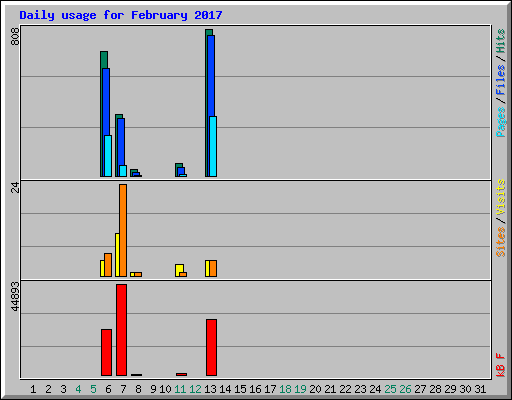 Daily usage for February 2017
808
24
44893
Pages / Files / Hits
Sites / Visits
kB F
1 2 3 4 5 6 7 8 9 10 11 12 13 14 15 16 17 18 19 20 21 22 23 24 25 26 27 28 29 30 31